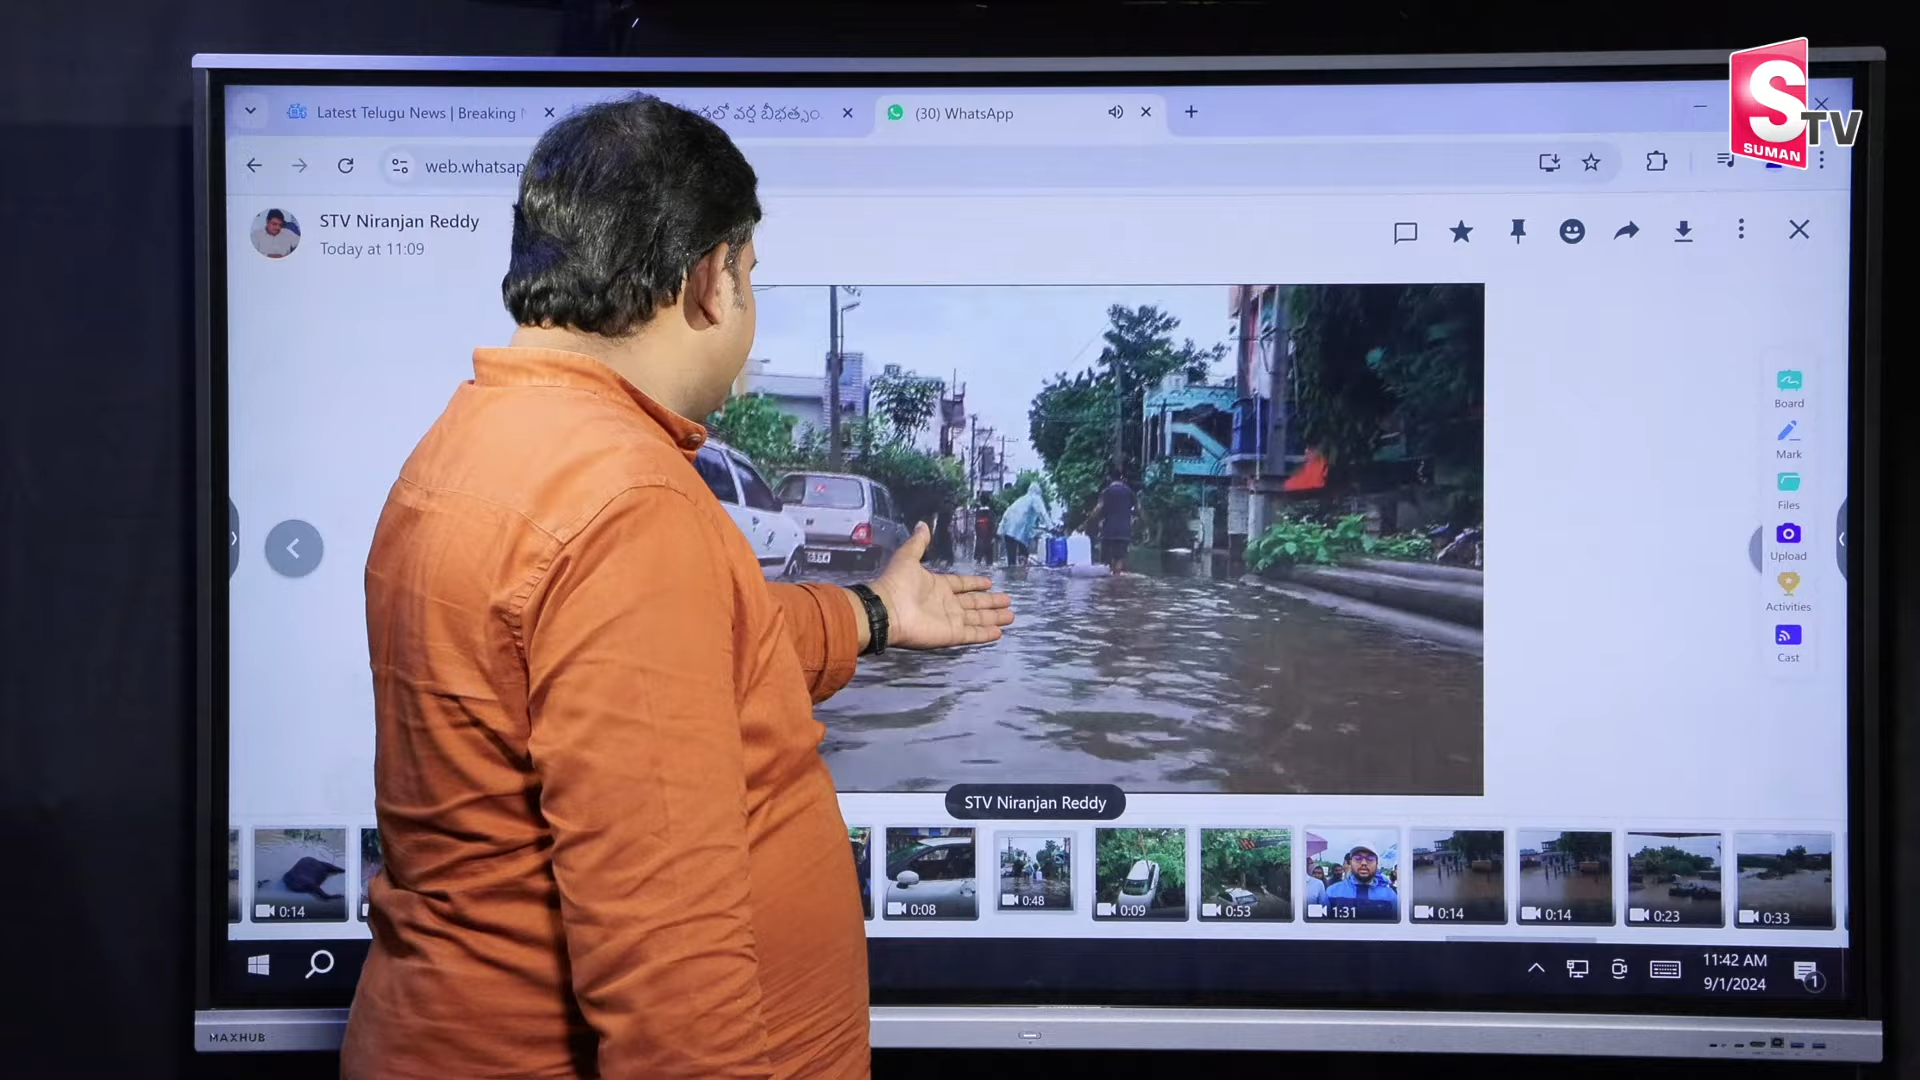 S
TV
SUMAN
Latest Telugu News | Breaking
వర్ష బీభత్సం
(30) WhatsApp
web.whatsap
STV Niranjan Reddy
Today at 11:09
Board
Mark
Files
Upload
Activities
Cast
STV Niranjan Reddy
0:14
0:08
0:48
0:09
0:53
1:31
0:14
0:14
0:23
0:33
11:42 AM
9/1/2024
1
MAXHUB